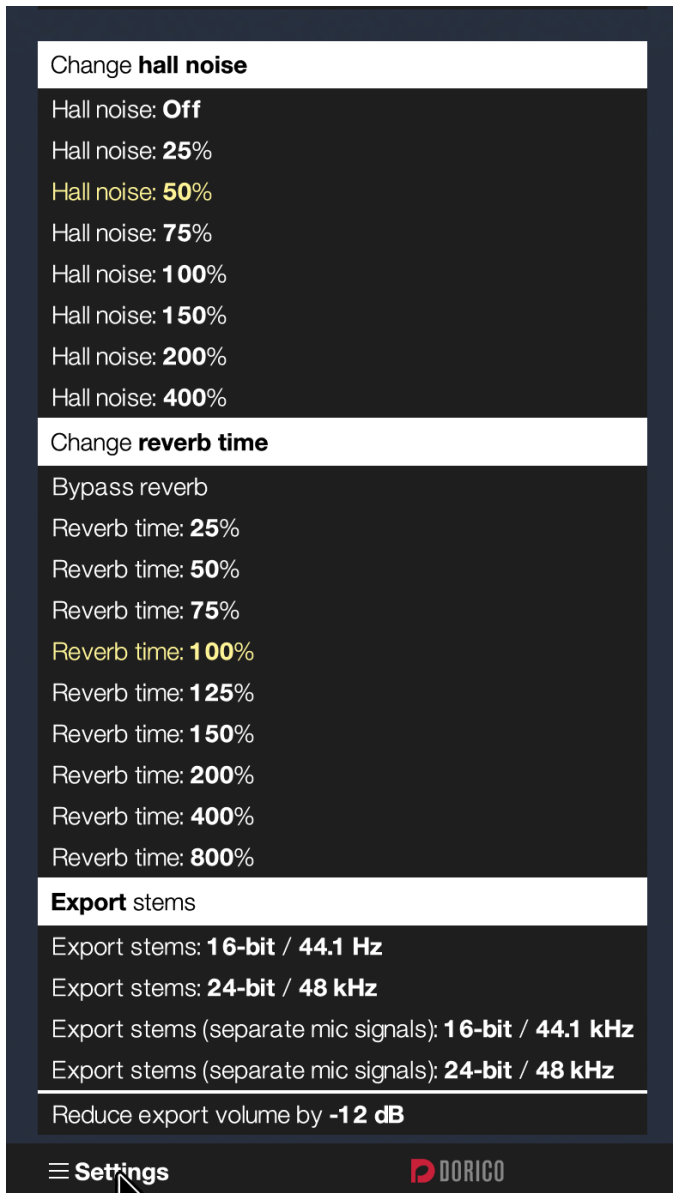 Change hall noise
Hall noise: Off
Hall noise: 25%
Hall noise: 50%
Hall noise: 75%
Hall noise: 100%
Hall noise: 150%
Hall noise: 200%
Hall noise: 400%
Change reverb time
Bypass reverb
Reverb time: 25%
Reverb time: 50%
Reverb time: 75%
Reverb time: 100%
Reverb time: 125%
Reverb time: 150%
Reverb time: 200%
Reverb time: 400%
Reverb time: 800%
Export stems
Export stems: 16-bit / 44.1 Hz
Export stems: 24-bit / 48 kHz
Export stems (separate mic signals): 16-bit / 44.1 kHz
Export stems (separate mic signals): 24-bit / 48 kHz
Reduce export volume by -12 dB
Settings DORICO